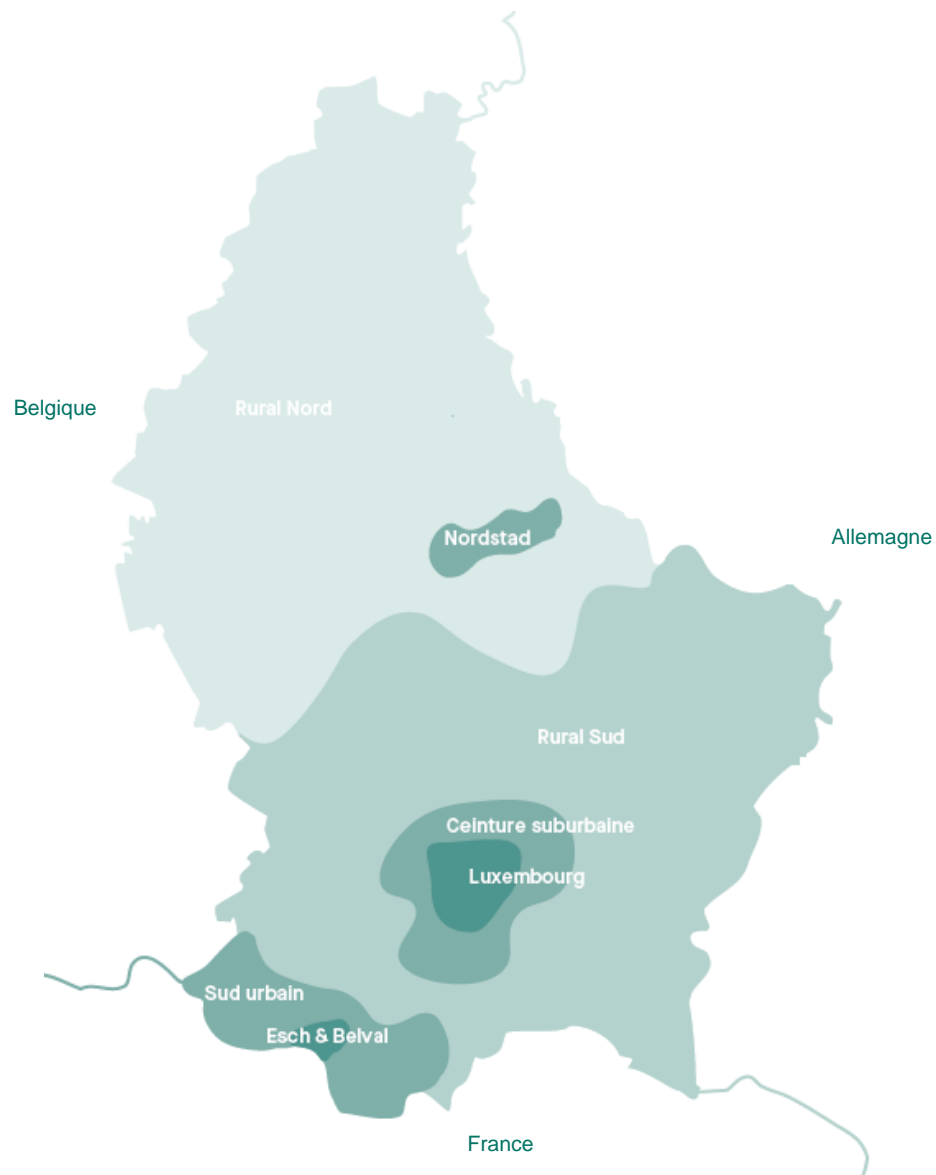 Belgique
Rural Nord
Nordstad
Allemagne
Rural Sud
Ceinture suburbaine
Luxembourg
Sud urbain
Esch & Belval
France